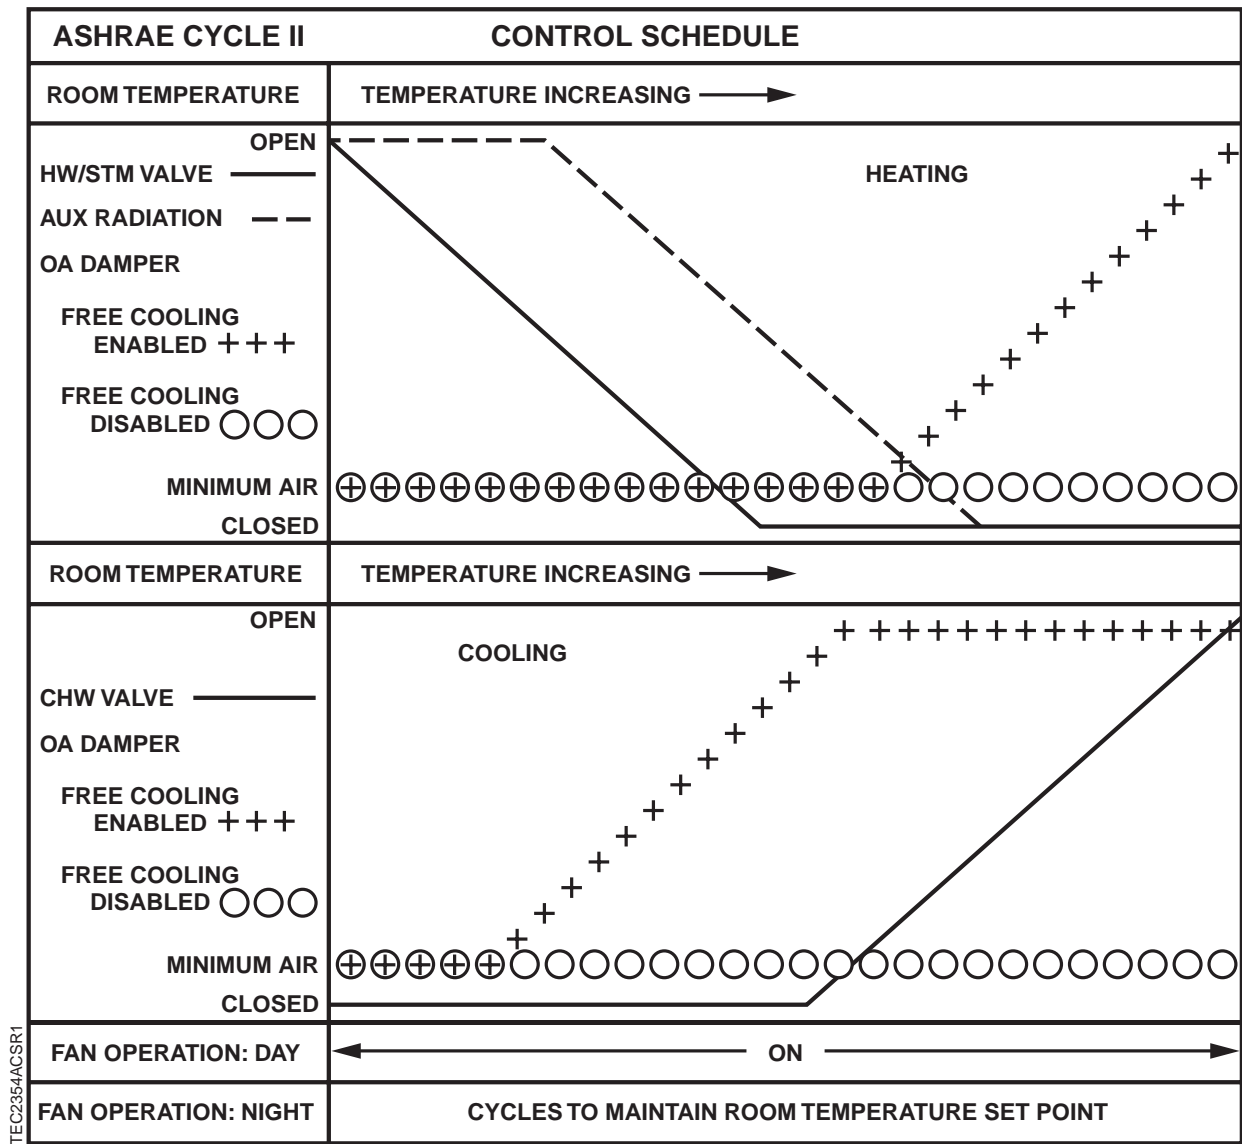 ASHRAE CYCLE II CONTROL SCHEDULE
ROOM TEMPERATURE TEMPERATURE INCREASING
OPEN
HW/STM VALVE
HEATING
AUX RADIATION
OA DAMPER
FREE COOLING
ENABLED
FREE COOLING
DISABLED
MINIMUM AIR
CLOSED
ROOM TEMPERATURE TEMPERATURE INCREASING
OPEN
COOLING
CHW VALVE
OA DAMPER
FREE COOLING
ENABLED
FREE COOLING
DISABLED
MINIMUM AIR
CLOSED
FAN OPERATION: DAY ON
FAN OPERATION: NIGHT CYCLES TO MAINTAIN ROOM TEMPERATURE SET POINT
TEC2354ACSR1